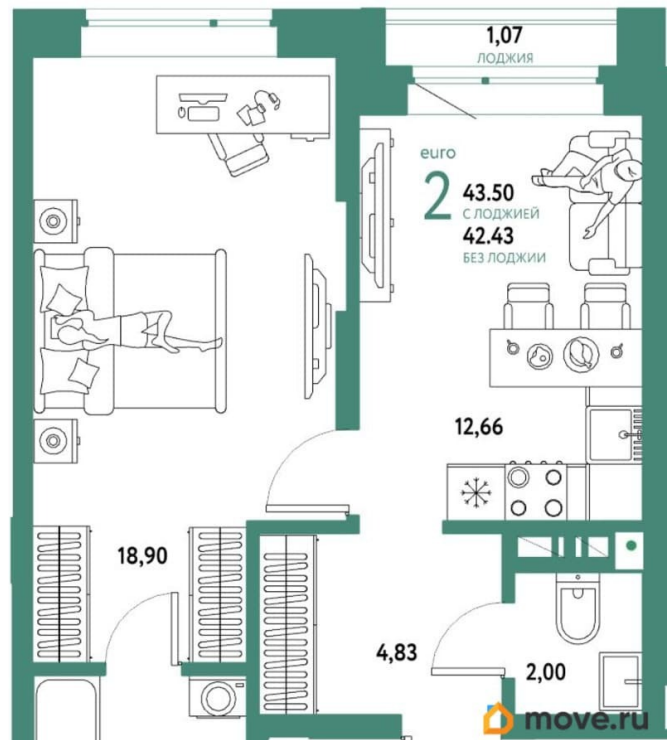 1,07
ЛОДЖИЯ
euro
2
43.50
С ЛОДЖИЕЙ
42.43
БЕЗ ЛОДЖИИ
12,66
18,90
4,83
2,00
move.ru